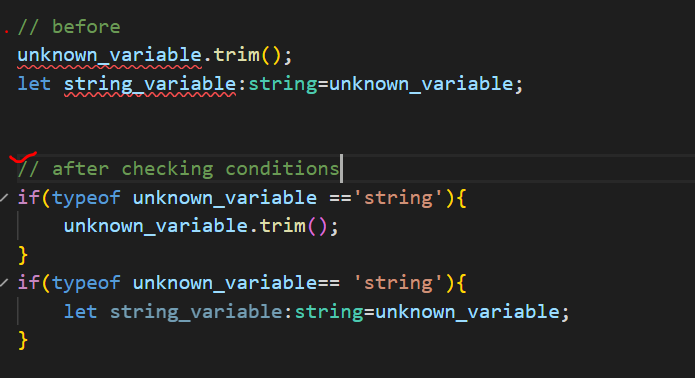 // before
unknown_variable.trim();
let string_variable:string=unknown_variable;
// after checking conditions
if(typeof unknown_variable =='string'){
unknown_variable.trim();
}
if(typeof unknown_variable== 'string'){
let string_variable:string=unknown_variable;
}